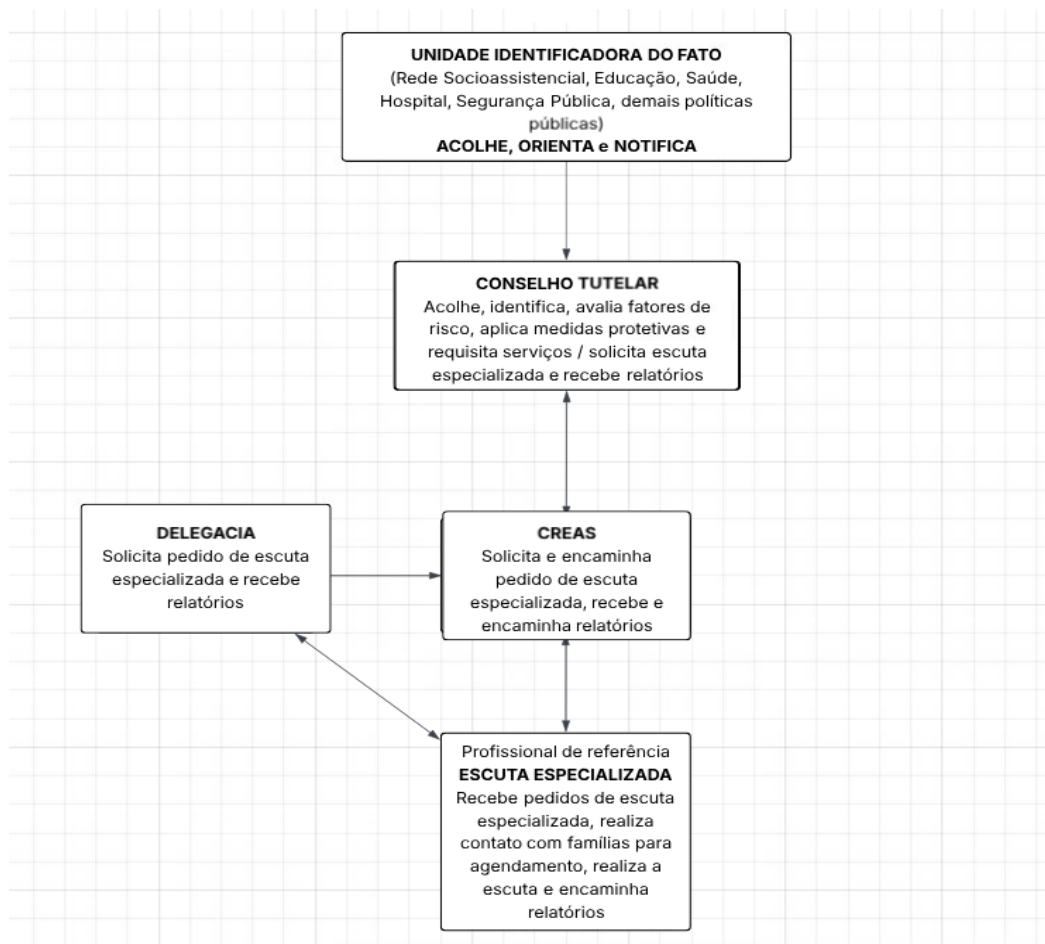 UNIDADE IDENTIFICADORA DO FATO
(Rede Socioassistencial, Educação, Saúde,
Hospital, Segurança Pública, demais políticas
públicas)
ACOLHE, ORIENTA e NOTIFICA
CONSELHO TUTELAR
Acolhe, identifica, avalia fatores de
risco, aplica medidas protetivas e
requisita serviços / solicita escuta
especializada e recebe relatórios
DELEGACIA
Solicita pedido de escuta
especializada e recebe
relatórios
CREAS
Solicita e encaminha
pedido de escuta
especializada, recebe e
encaminha relatórios
Profissional de referência
ESCUTA ESPECIALIZADA
Recebe pedidos de escuta
especializada, realiza
contato com famílias para
agendamento, realiza a
escuta e encaminha
relatórios